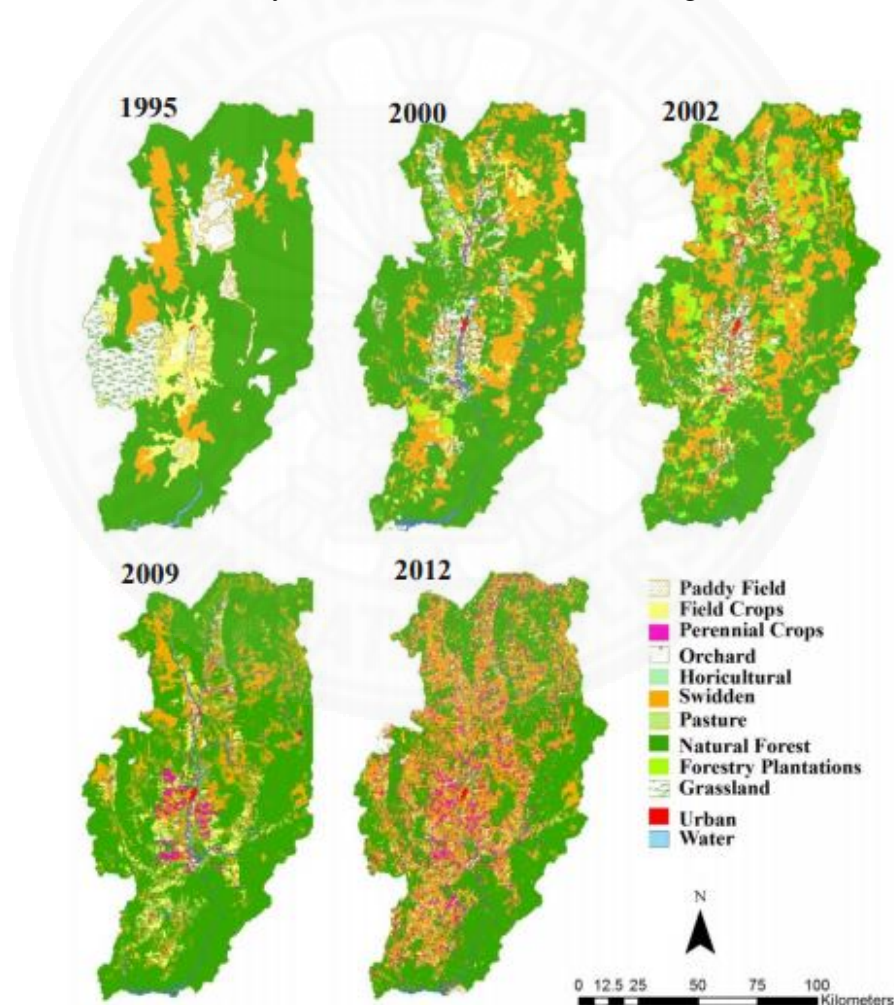 1995
2000
2002
2009
2012
Paddy Field
Field Crops
Perennial Crops
Orchard
Horicultural
Swidden
Pasture
Natural Forest
Forestry Plantations
Grassland
Urban
Water
N
0 12.5 25 50 75 100
Kilometers